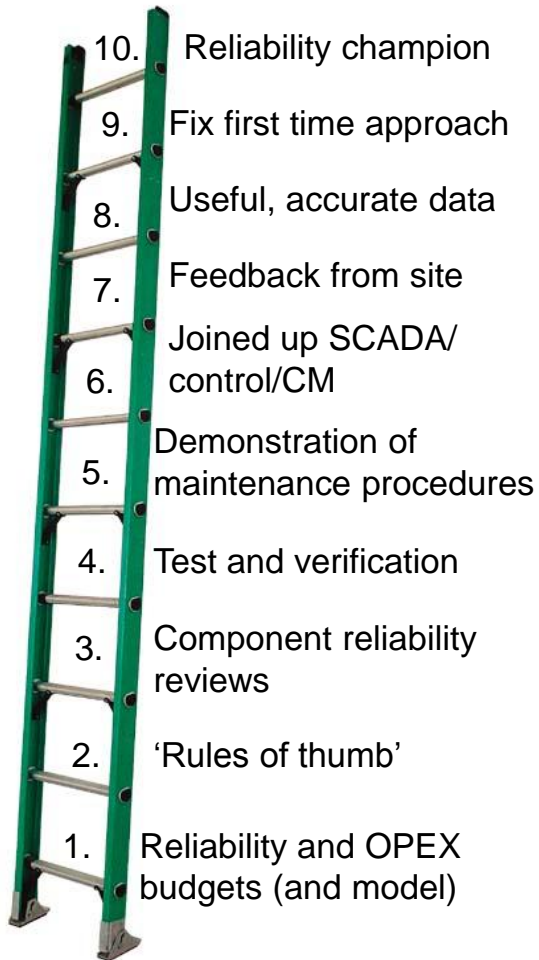 10. Reliability champion
9. Fix first time approach
8. Useful, accurate data
7. Feedback from site
6. Joined up SCADA/
control/CM
5. Demonstration of
maintenance procedures
4. Test and verification
3. Component reliability
reviews
2. ‘Rules of thumb’
1. Reliability and OPEX
budgets (and model)